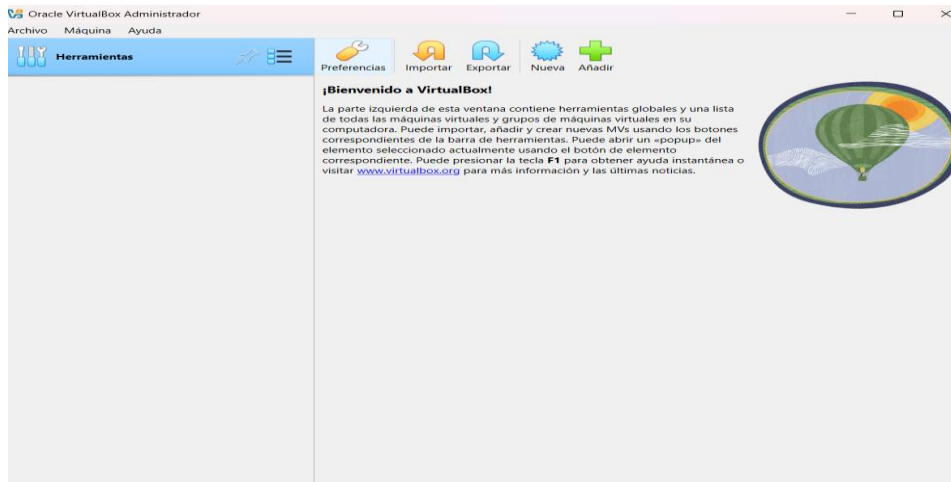 Oracle VirtualBox Administrador
Archivo Máquina Ayuda
Herramientas
Preferencias Importar Exportar Nueva Añadir
¡Bienvenido a VirtualBox!
La parte izquierda de esta ventana contiene herramientas globales y una lista
de todas las máquinas virtuales y grupos de máquinas virtuales en su
computadora. Puede importar, añadir y crear nuevas MVs usando los botones
correspondientes de la barra de herramientas. Puede abrir un «popup» del
elemento seleccionado actualmente usando el botón de elemento
correspondiente. Puede presionar la tecla F1 para obtener ayuda instantánea o
visitar www.virtualbox.org para más información y las últimas noticias.